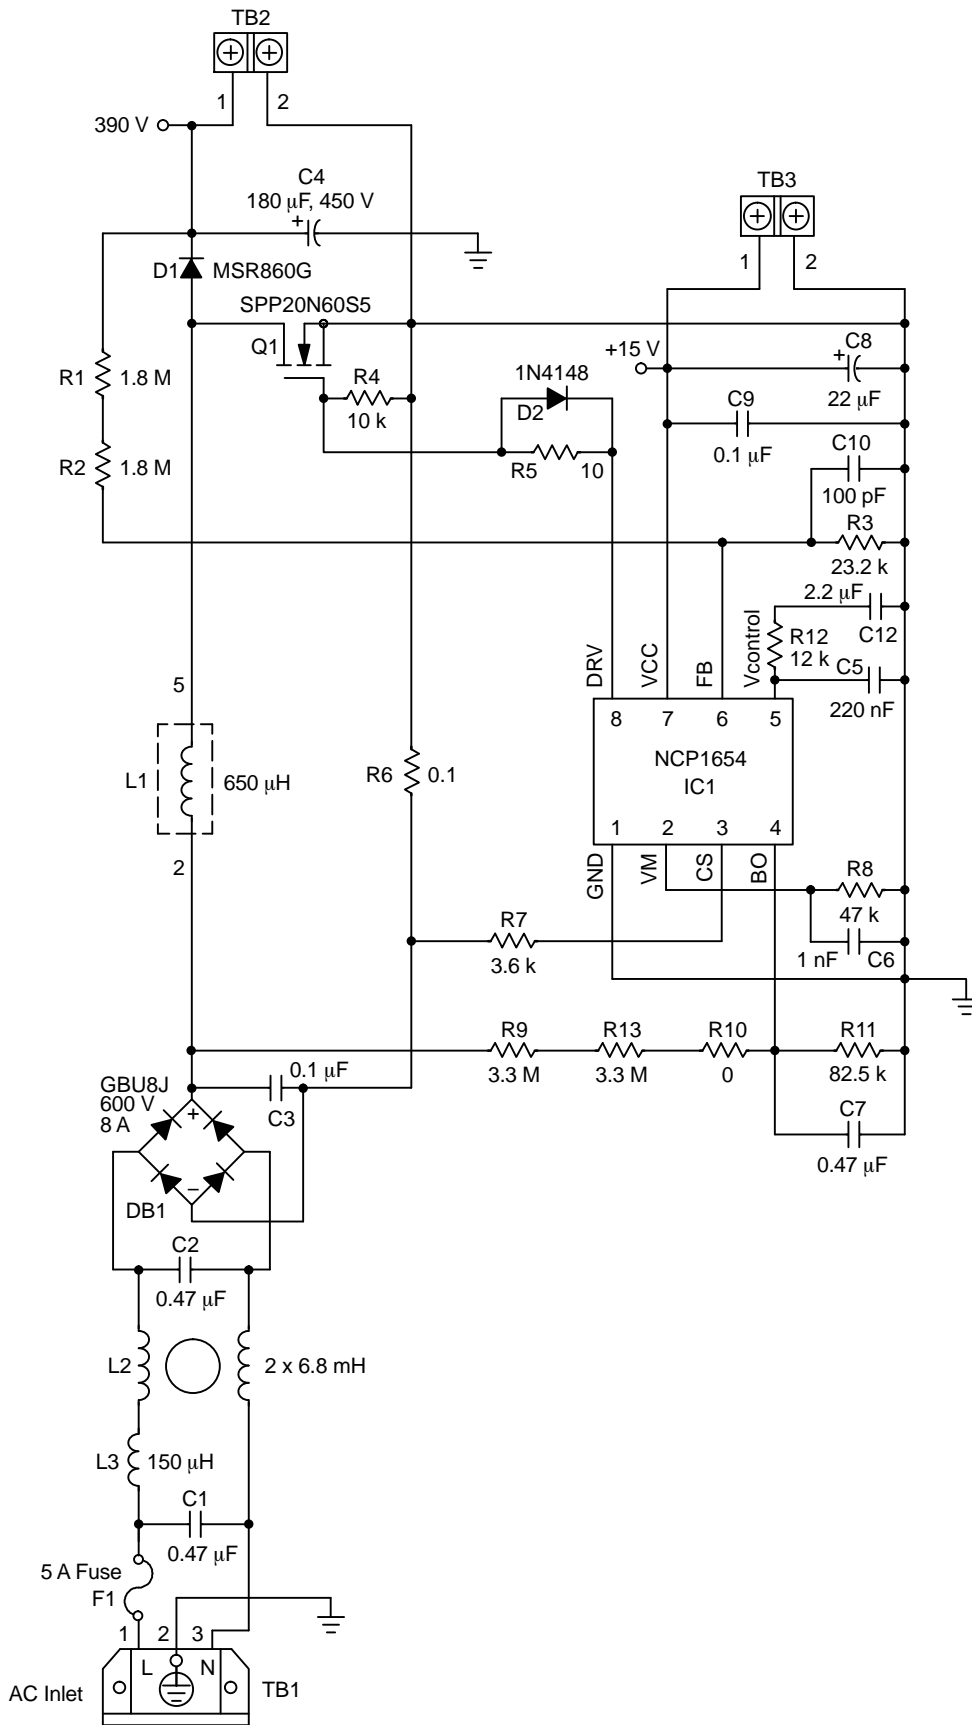 TB2
1
2
390 V
C4
180 μF, 450 V
+
TB3
1
2
D1
MSR860G
SPP20N60S5
Q1
R4
10 k
+15 V
+
C8
22 μF
R1
1.8 M
1N4148
D2
C9
0.1 μF
R2
1.8 M
R5
10
C10
100 pF
R3
23.2 k
2.2 μF
C12
R12
12 k
C5
220 nF
DRV
VCC
FB
Vcontrol
5
8
7
6
5
L1
650 μH
R6
0.1
NCP1654
IC1
2
1
2
3
4
GND
VM
CS
BO
R8
47 k
R7
3.6 k
1 nF
C6
R9
3.3 M
R13
3.3 M
R10
0
R11
82.5 k
GBU8J
600 V
8 A
0.1 μF
C3
C7
0.47 μF
+
−
DB1
C2
0.47 μF
L2
2 x 6.8 mH
L3
150 μH
C1
0.47 μF
5 A Fuse
F1
1
2
3
L
N
AC Inlet
TB1